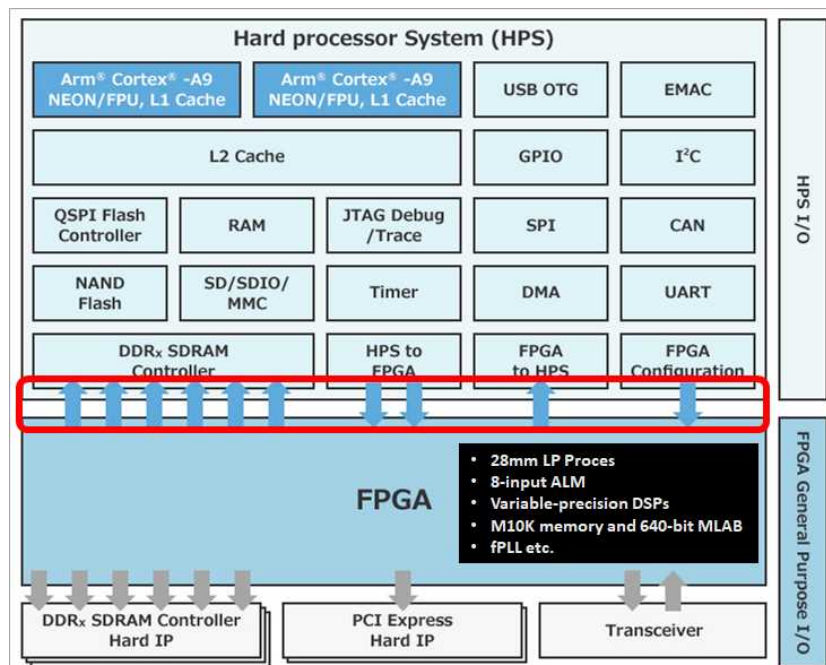 Hard processor System (HPS)
Arm® Cortex® -A9
NEON/FPU, L1 Cache
Arm® Cortex® -A9
NEON/FPU, L1 Cache
USB OTG
EMAC
L2 Cache
GPIO
I²C
QSPI Flash
Controller
RAM
JTAG Debug
/Trace
SPI
CAN
NAND
Flash
SD/SDIO/
MMC
Timer
DMA
UART
DDRx SDRAM
Controller
HPS to
FPGA
FPGA
to HPS
FPGA
Configuration
HPS I/O
FPGA
• 28mm LP Proces
• 8-input ALM
• Variable-precision DSPs
• M10K memory and 640-bit MLAB
• fPLL etc.
FPGA General Purpose I/O
DDRx SDRAM Controller
Hard IP
PCI Express
Hard IP
Transceiver